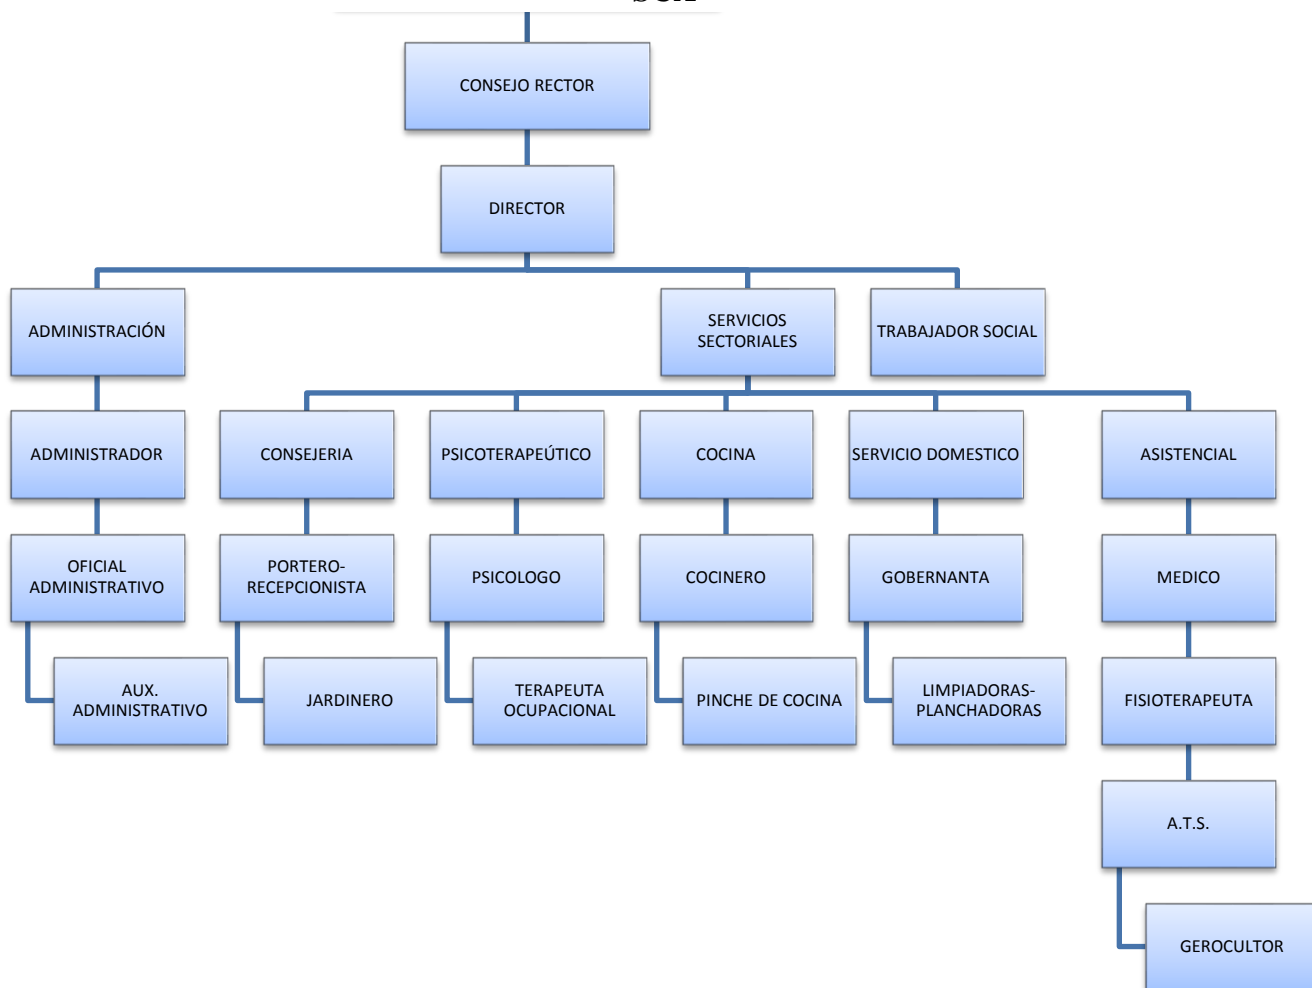 CONSEJO RECTOR
DIRECTOR
ADMINISTRACIÓN
SERVICIOS
SECTORIALES
TRABAJADOR SOCIAL
ADMINISTRADOR
CONSEJERIA
PSICOTERAPEÚTICO
COCINA
SERVICIO DOMESTICO
ASISTENCIAL
OFICIAL
ADMINISTRATIVO
PORTERO-
RECEPCIONISTA
PSICOLOGO
COCINERO
GOBERNANTA
MEDICO
AUX.
ADMINISTRATIVO
JARDINERO
TERAPEUTA
OCUPACIONAL
PINCHE DE COCINA
LIMPIADORAS-
PLANCHADORAS
FISIOTERAPEUTA
A.T.S.
GEROCULTOR